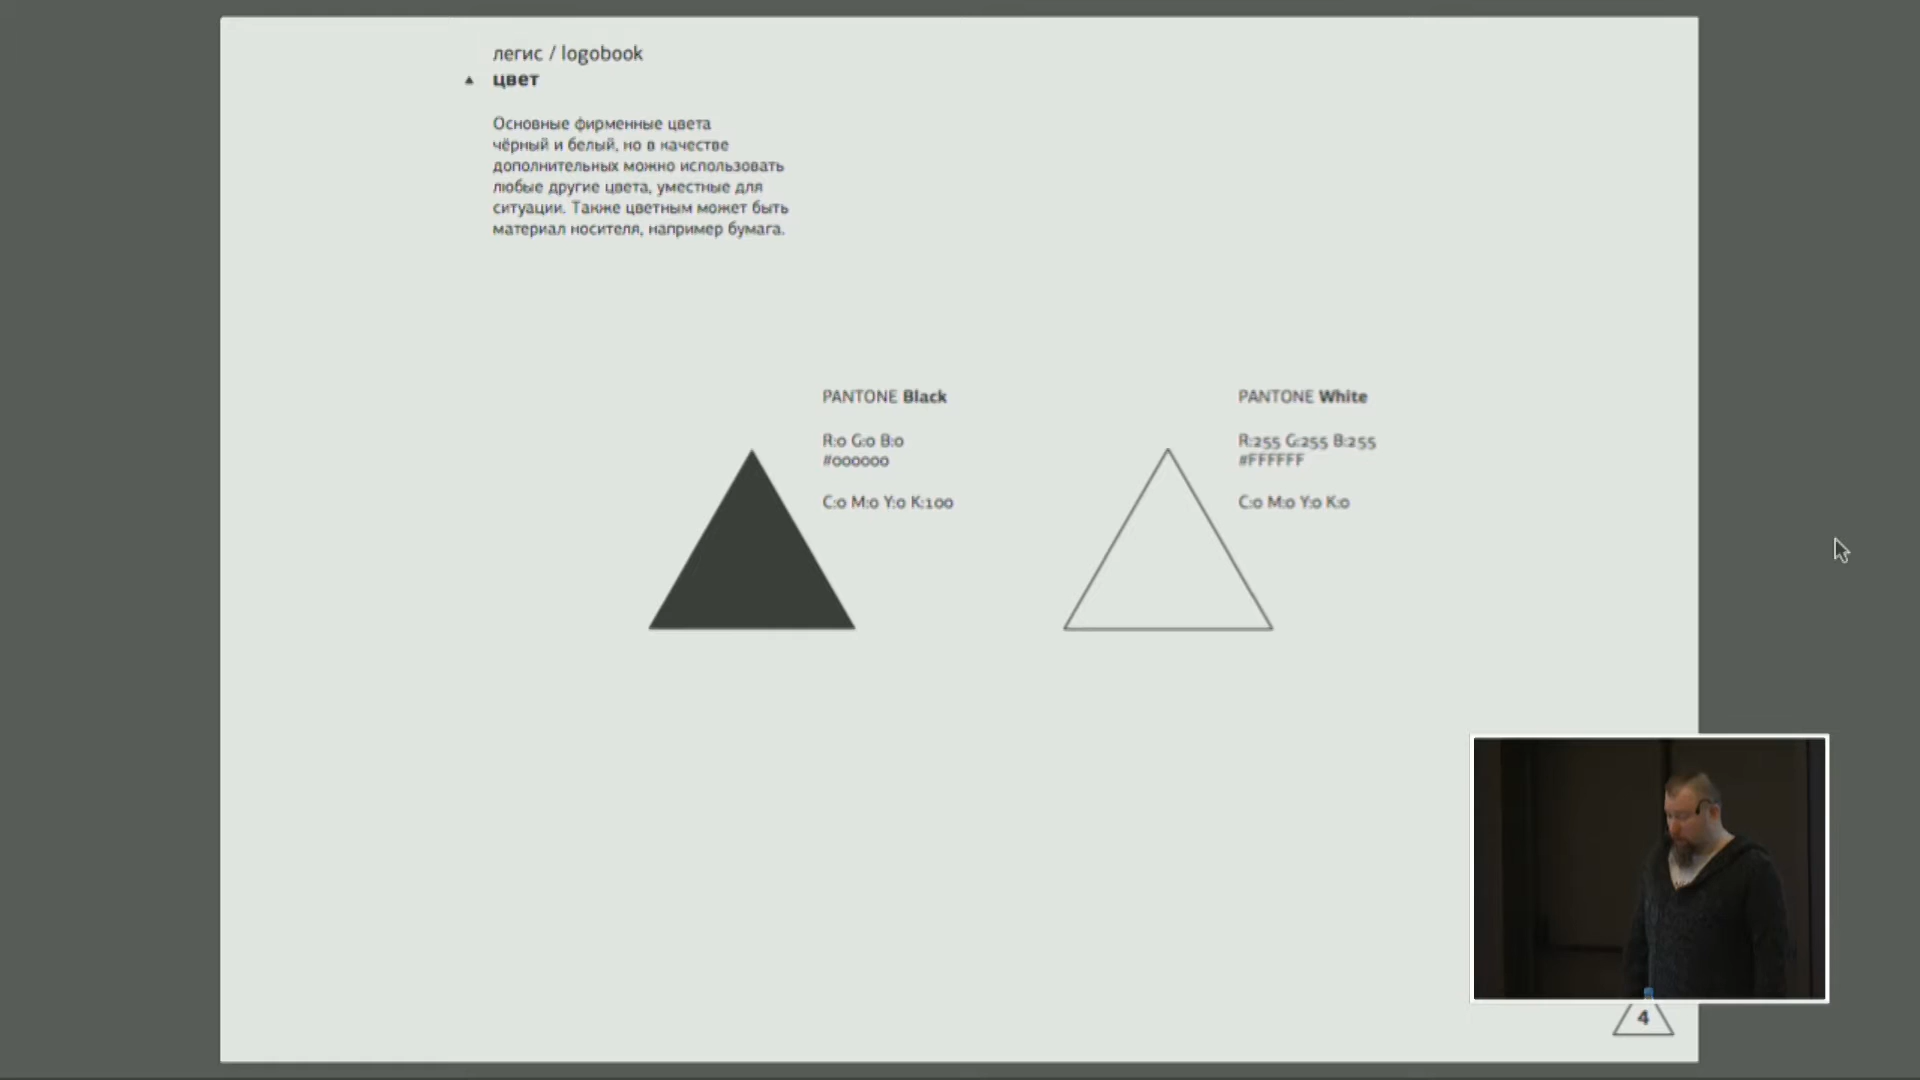 легис / logobook
▲ цвет
Основные фирменные цвета
чёрный и белый, но в качестве
дополнительных можно использовать
любые другие цвета, уместные для
ситуации. Также цветным может быть
материал носителя, например бумага.
PANTONE Black
R:0 G:0 B:0
#000000
C:0 M:0 Y:0 K:100
PANTONE White
R:255 G:255 B:255
#FFFFFF
C:0 M:0 Y:0 K:0
4